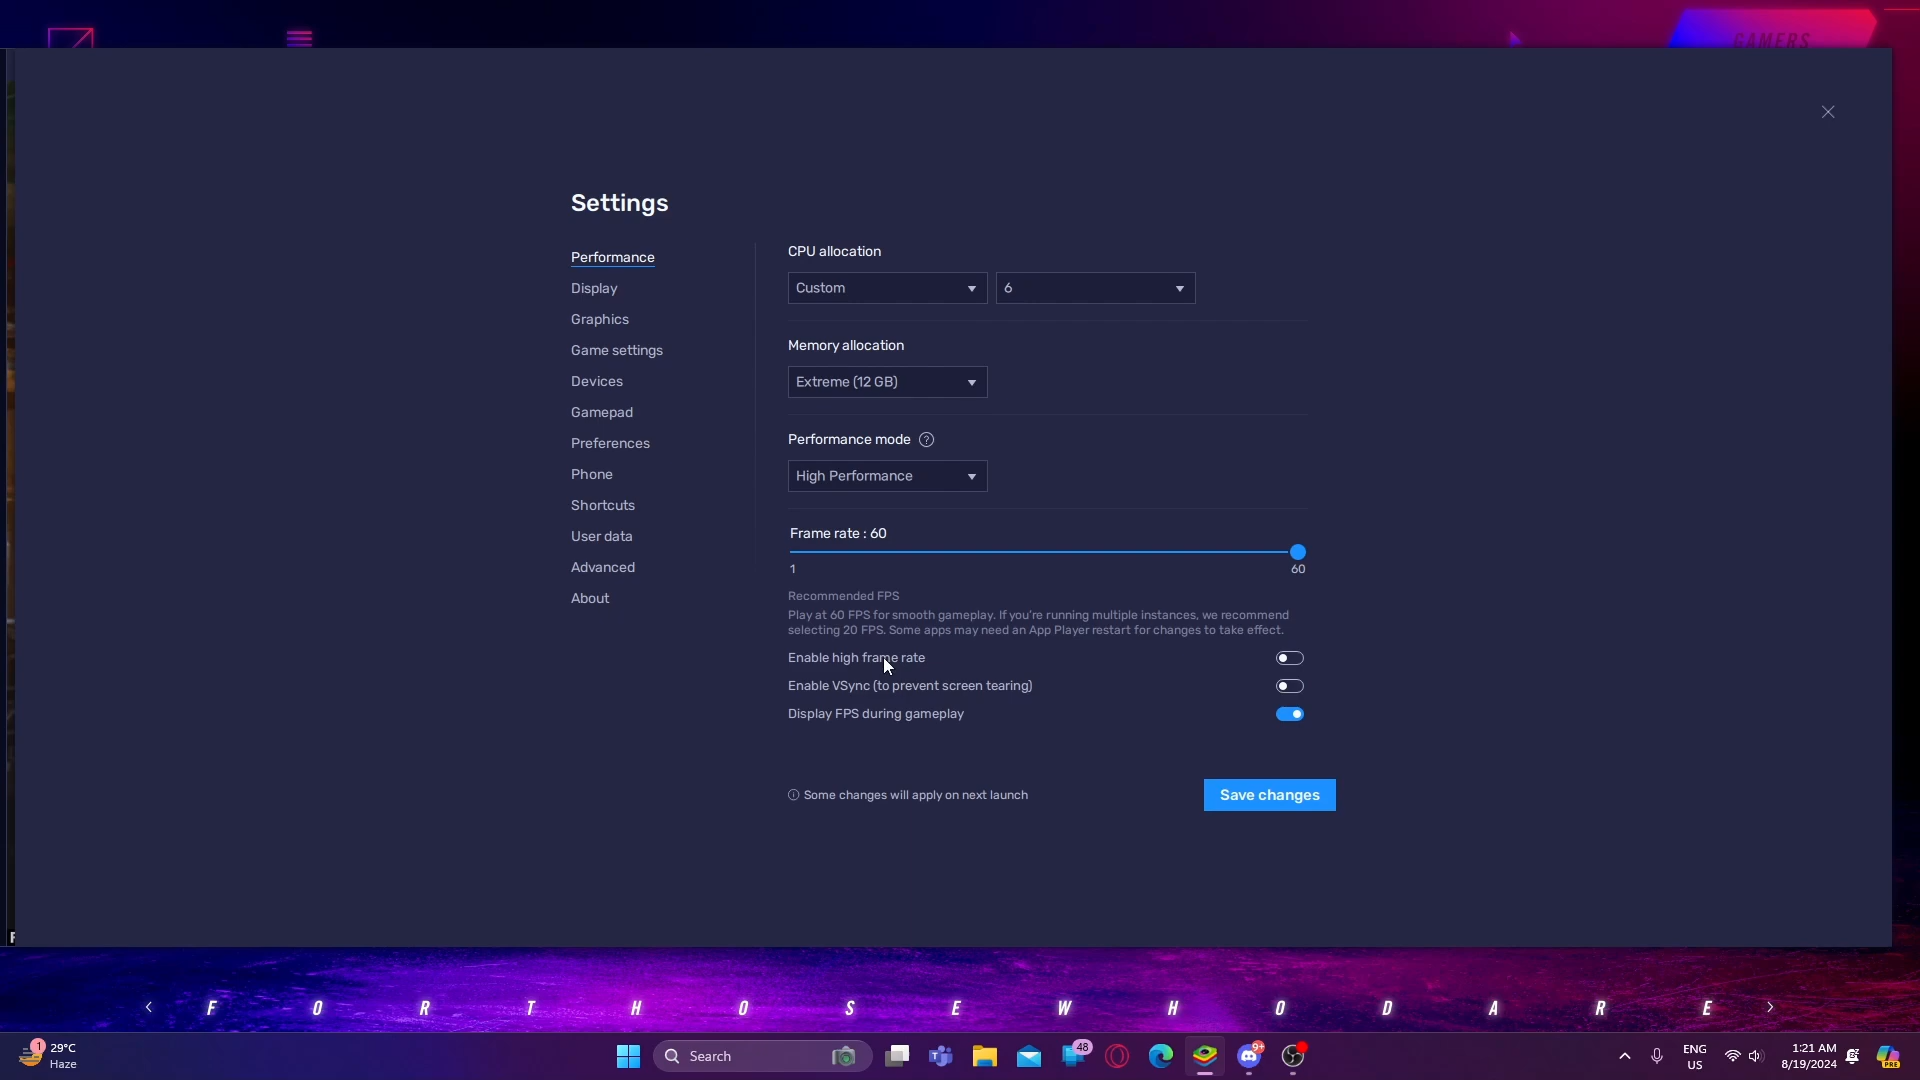 GAMERS
Settings
Performance
Display
Graphics
Game settings
Devices
Gamepad
Preferences
Phone
Shortcuts
User data
Advanced
About
CPU allocation
Custom
6
Memory allocation
Extreme (12 GB)
Performance mode ?
High Performance
Frame rate : 60
1
60
Recommended FPS
Play at 60 FPS for smooth gameplay. If you're running multiple instances, we recommend
selecting 20 FPS. Some apps may need an App Player restart for changes to take effect.
Enable high frame rate
Enable VSync (to prevent screen tearing)
Display FPS during gameplay
Some changes will apply on next launch
Save changes
F O R T H O S E W H O D A R E
1
29°C
Haze
Search
48
9+
ENG
US
1:21 AM
8/19/2024
PRE